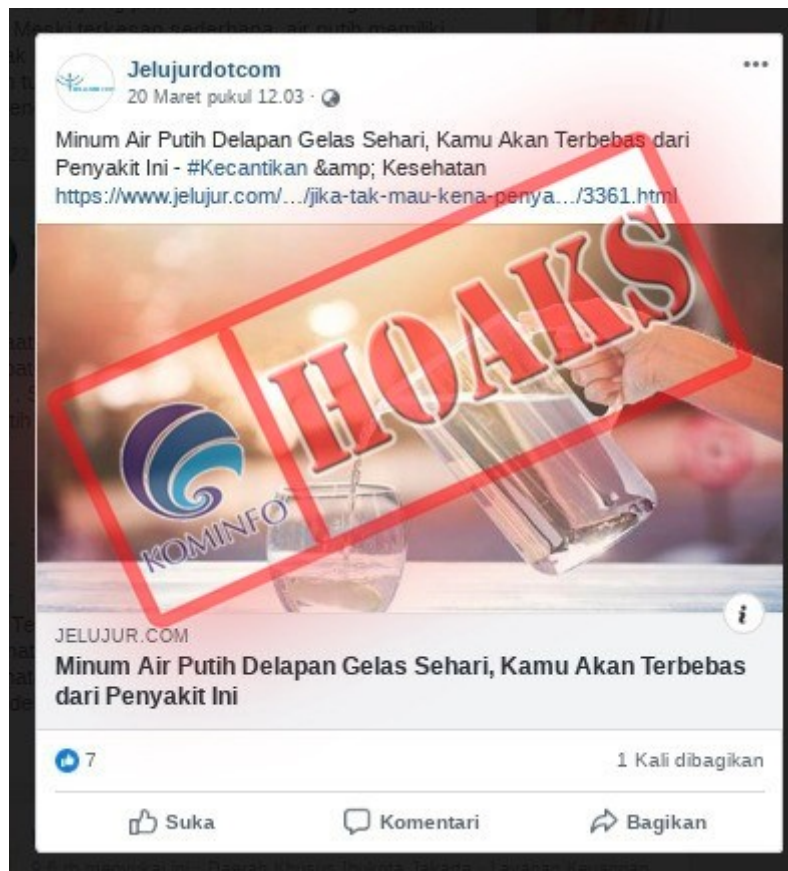 Jelujurdotcom
20 Maret pukul 12.03 ·
Minum Air Putih Delapan Gelas Sehari, Kamu Akan Terbebas dari
Penyakit Ini - #Kecantikan &amp; Kesehatan
https://www.jelujur.com/.../jika-tak-mau-kena-penya.../3361.html
HOAKS
KOMINFO
JELUJUR.COM
Minum Air Putih Delapan Gelas Sehari, Kamu Akan Terbebas
dari Penyakit Ini
7
1 Kali dibagikan
Suka
Komentari
Bagikan